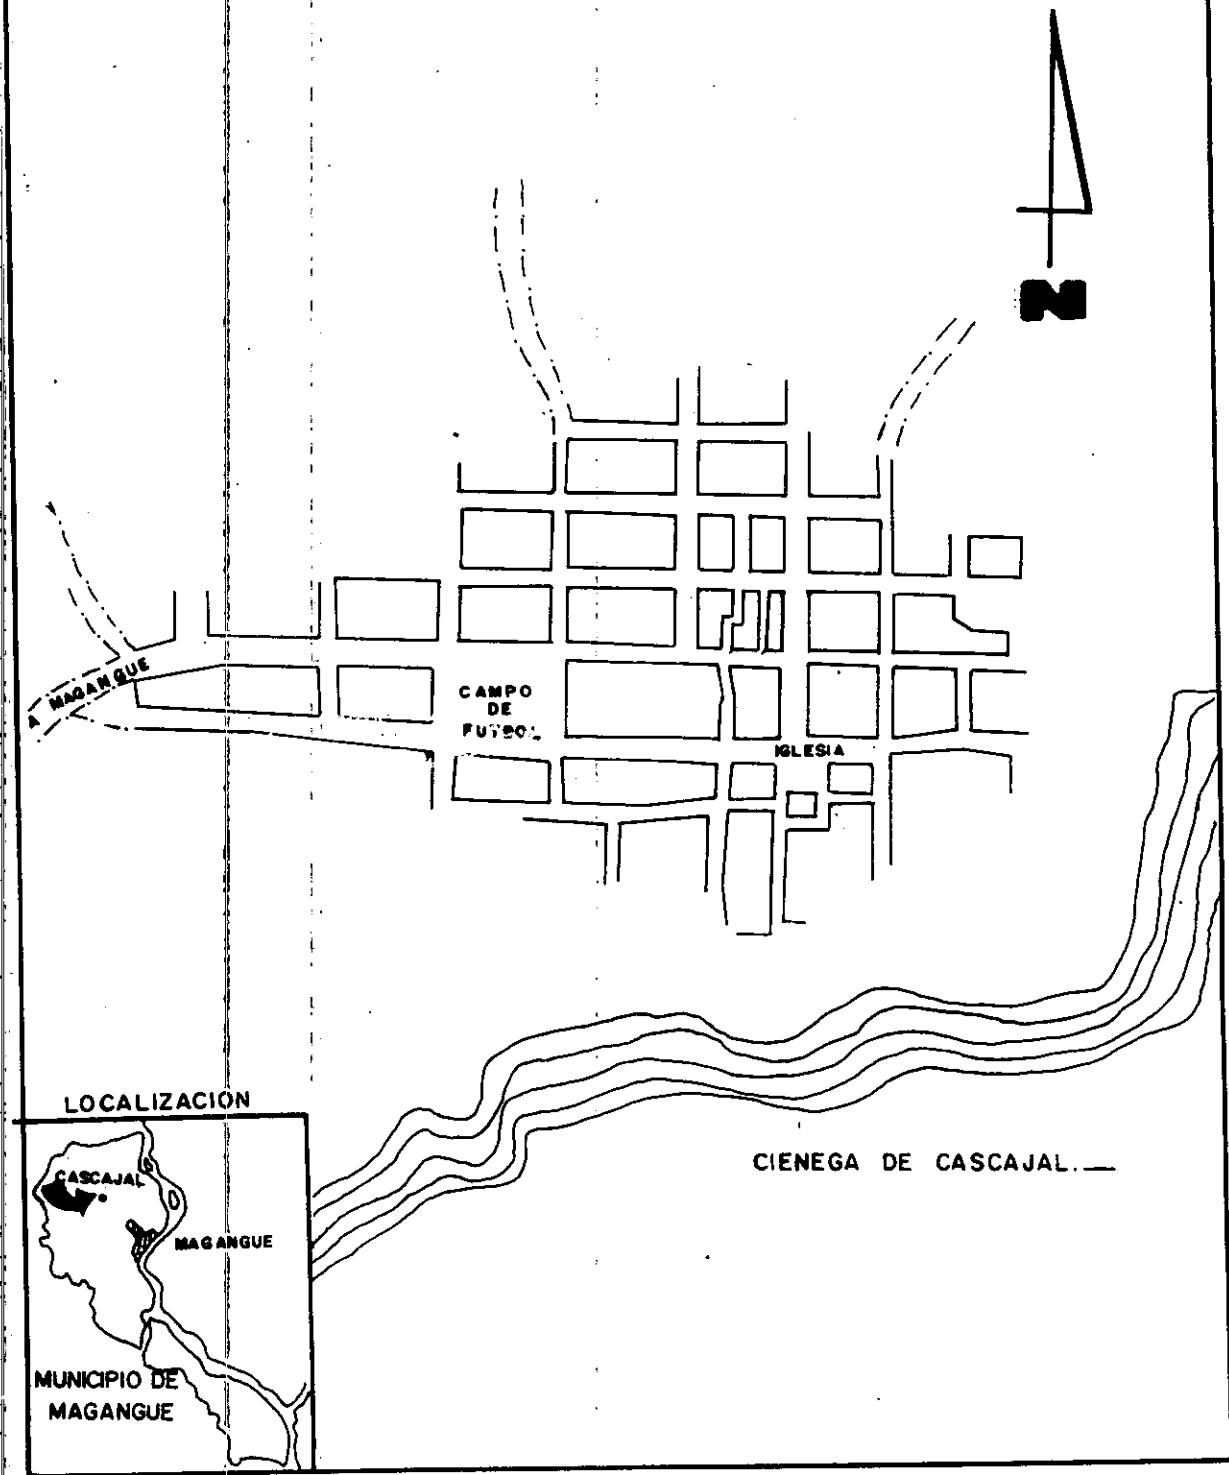 N
A MAGANGUE
CAMPO
DE
FUTBOL
IGLESIA
LOCALIZACION
CASCAJAL
MAGANGUE
MUNICIPIO DE
MAGANGUE
CIENEGA DE CASCAJAL.